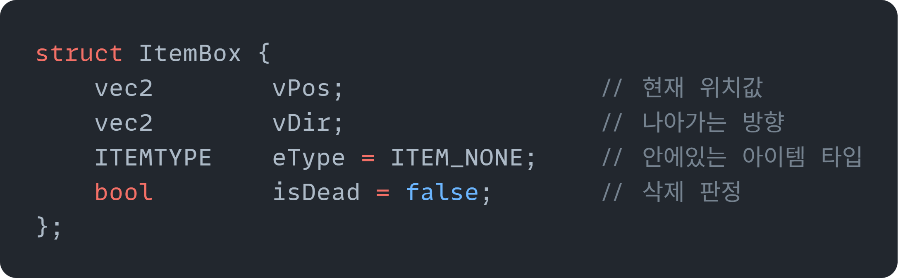 struct ItemBox {
    vec2        vPos;                 // 현재 위치값
    vec2        vDir;                 // 나아가는 방향
    ITEMTYPE    eType = ITEM_NONE;    // 안에있는 아이템 타입
    bool        isDead = false;       // 삭제 판정
};